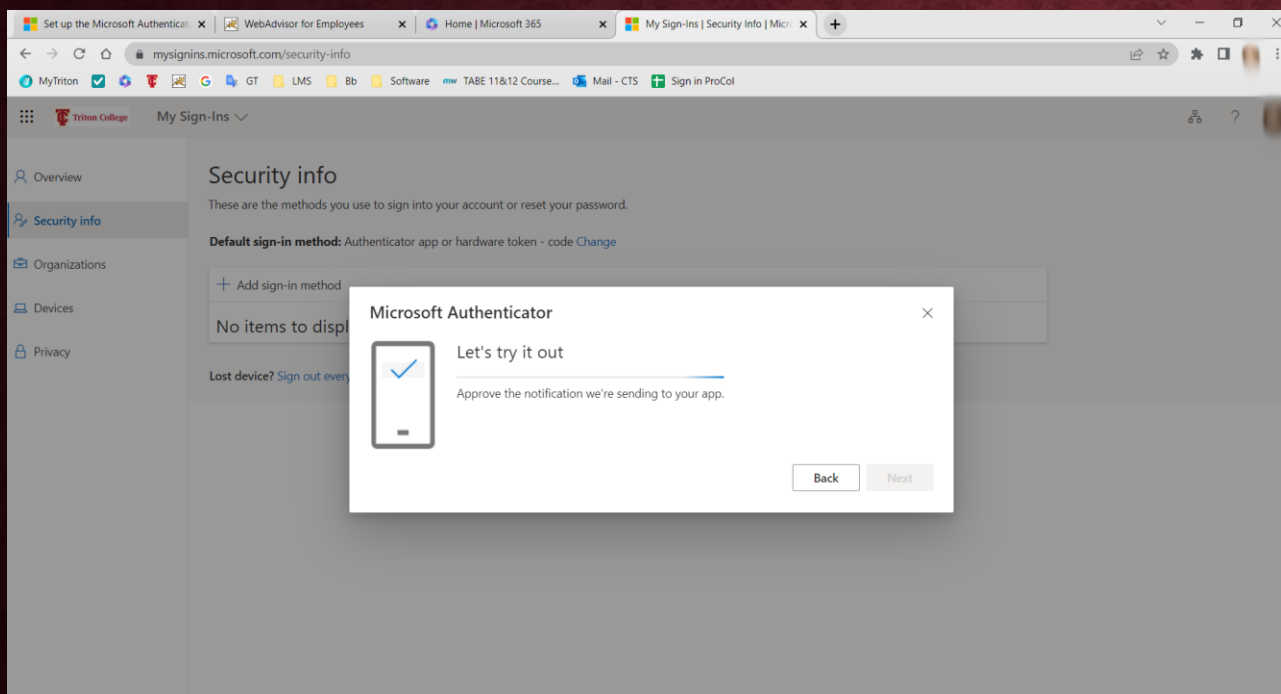 Set up the Microsoft Authenticat
WebAdvisor for Employees
Home | Microsoft 365
My Sign-Ins | Security Info | Micr
mysignins.microsoft.com/security-info
MyTriton
GT
LMS
Bb
Software
mw TABE 11&12 Course...
Mail - CTS
Sign in ProCol
Triton College
My Sign-Ins
?
Overview
Security info
Organizations
Devices
Privacy
Security info
These are the methods you use to sign into your account or reset your password.
Default sign-in method: Authenticator app or hardware token - code Change
Add sign-in method
No items to displ
Lost device? Sign out every
Microsoft Authenticator
Let's try it out
Approve the notification we're sending to your app.
Back
Next